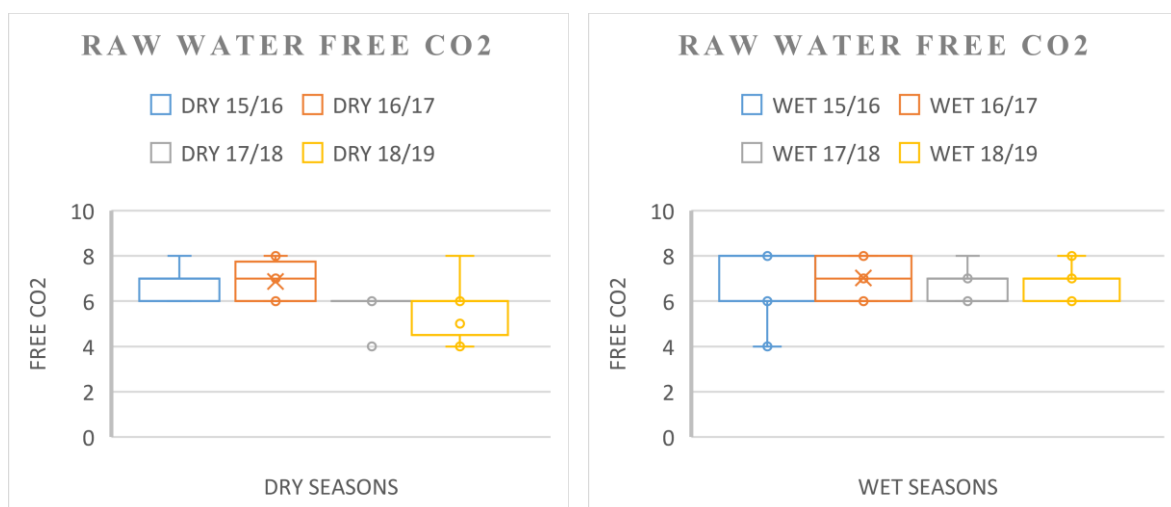 RAW WATER FREE CO2
DRY 15/16 DRY 16/17
DRY 17/18 DRY 18/19
10
8
6
4
2
0
FREE CO2
DRY SEASONS
RAW WATER FREE CO2
WET 15/16 WET 16/17
WET 17/18 WET 18/19
10
8
6
4
2
0
FREE CO2
WET SEASONS